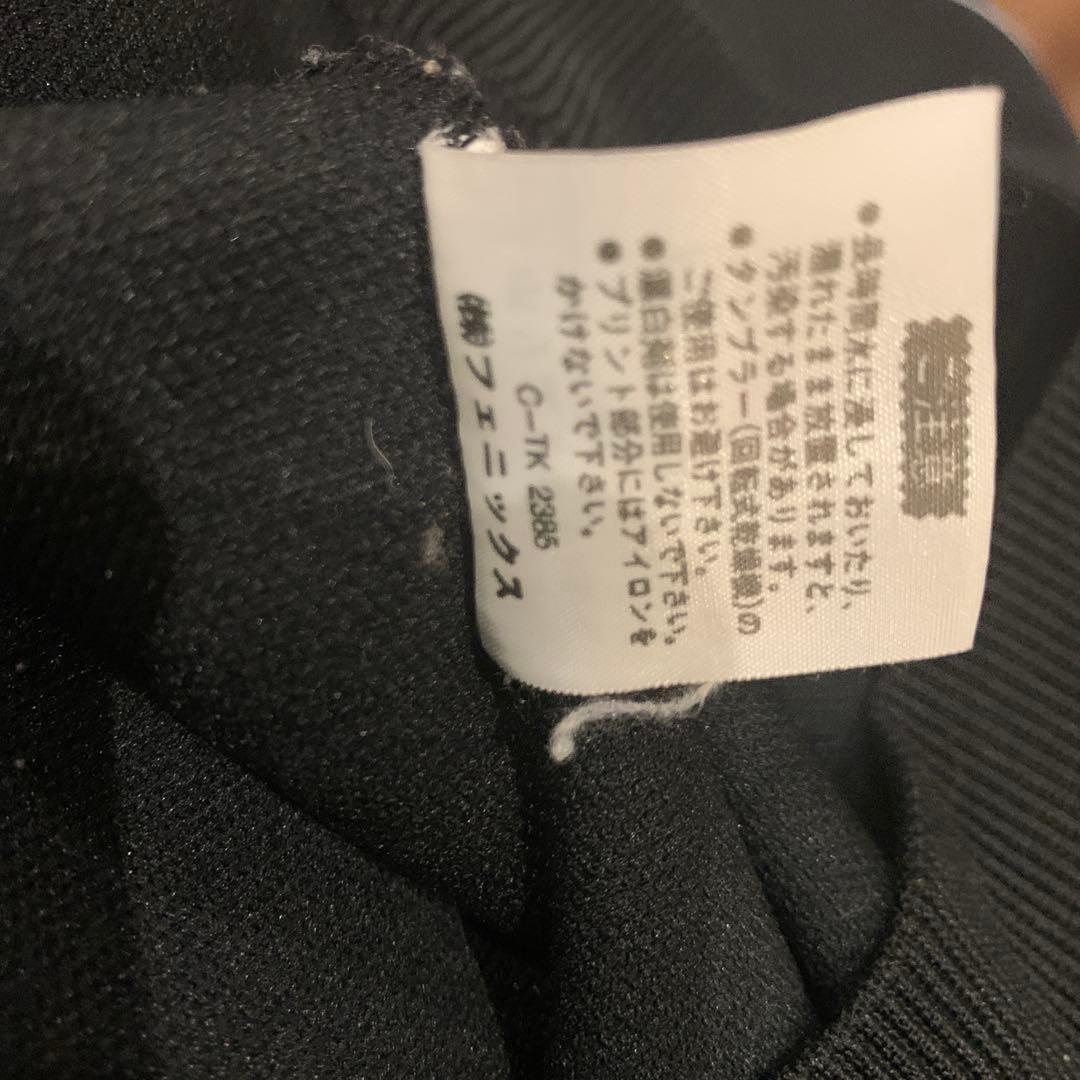 ご注意
●長時間水に浸しておいたり、
濡れたまま放置されますと、
汚染する場合があります。
●タンブラー(回転式乾燥機)の
ご使用はお避け下さい。
●漂白剤は使用しないで下さい。
●プリント部分にはアイロンを
かけないで下さい。
C-TK 2386
㈱フェニックス